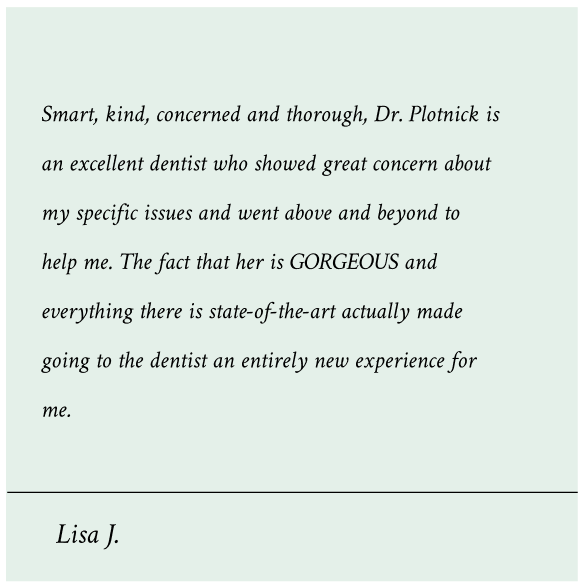 Smart, kind, concerned and thorough, Dr. Plotnick is
an excellent dentist who showed great concern about
my specific issues and went above and beyond to
help me. The fact that her is GORGEOUS and
everything there is state-of-the-art actually made
going to the dentist an entirely new experience for
me.
Lisa J.